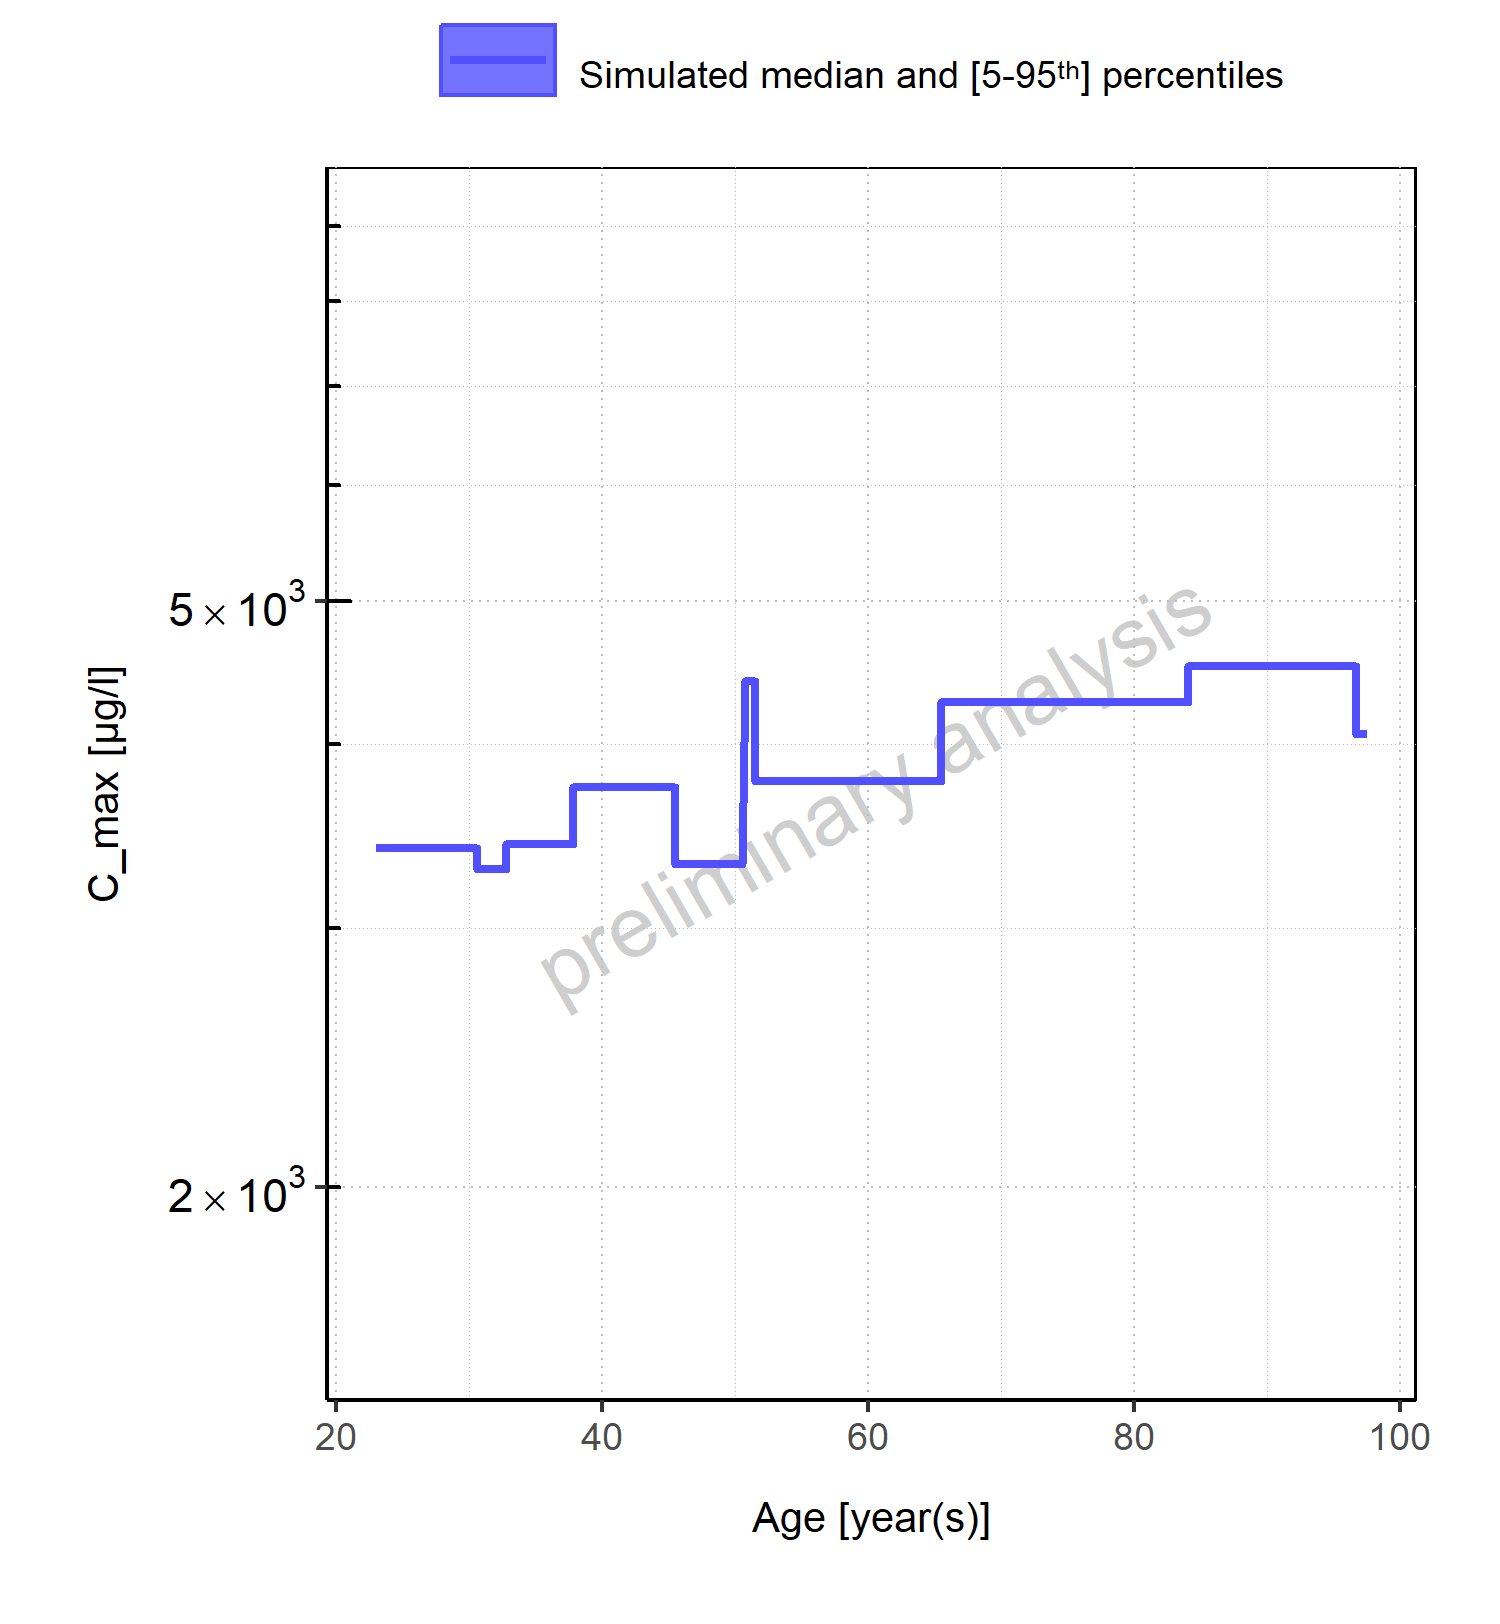 Simulated median and [5-95ᵗʰ] percentiles
5 × 10³
2 × 10³
C_max [µg/l]
preliminary analysis
20 40 60 80 100
Age [year(s)]